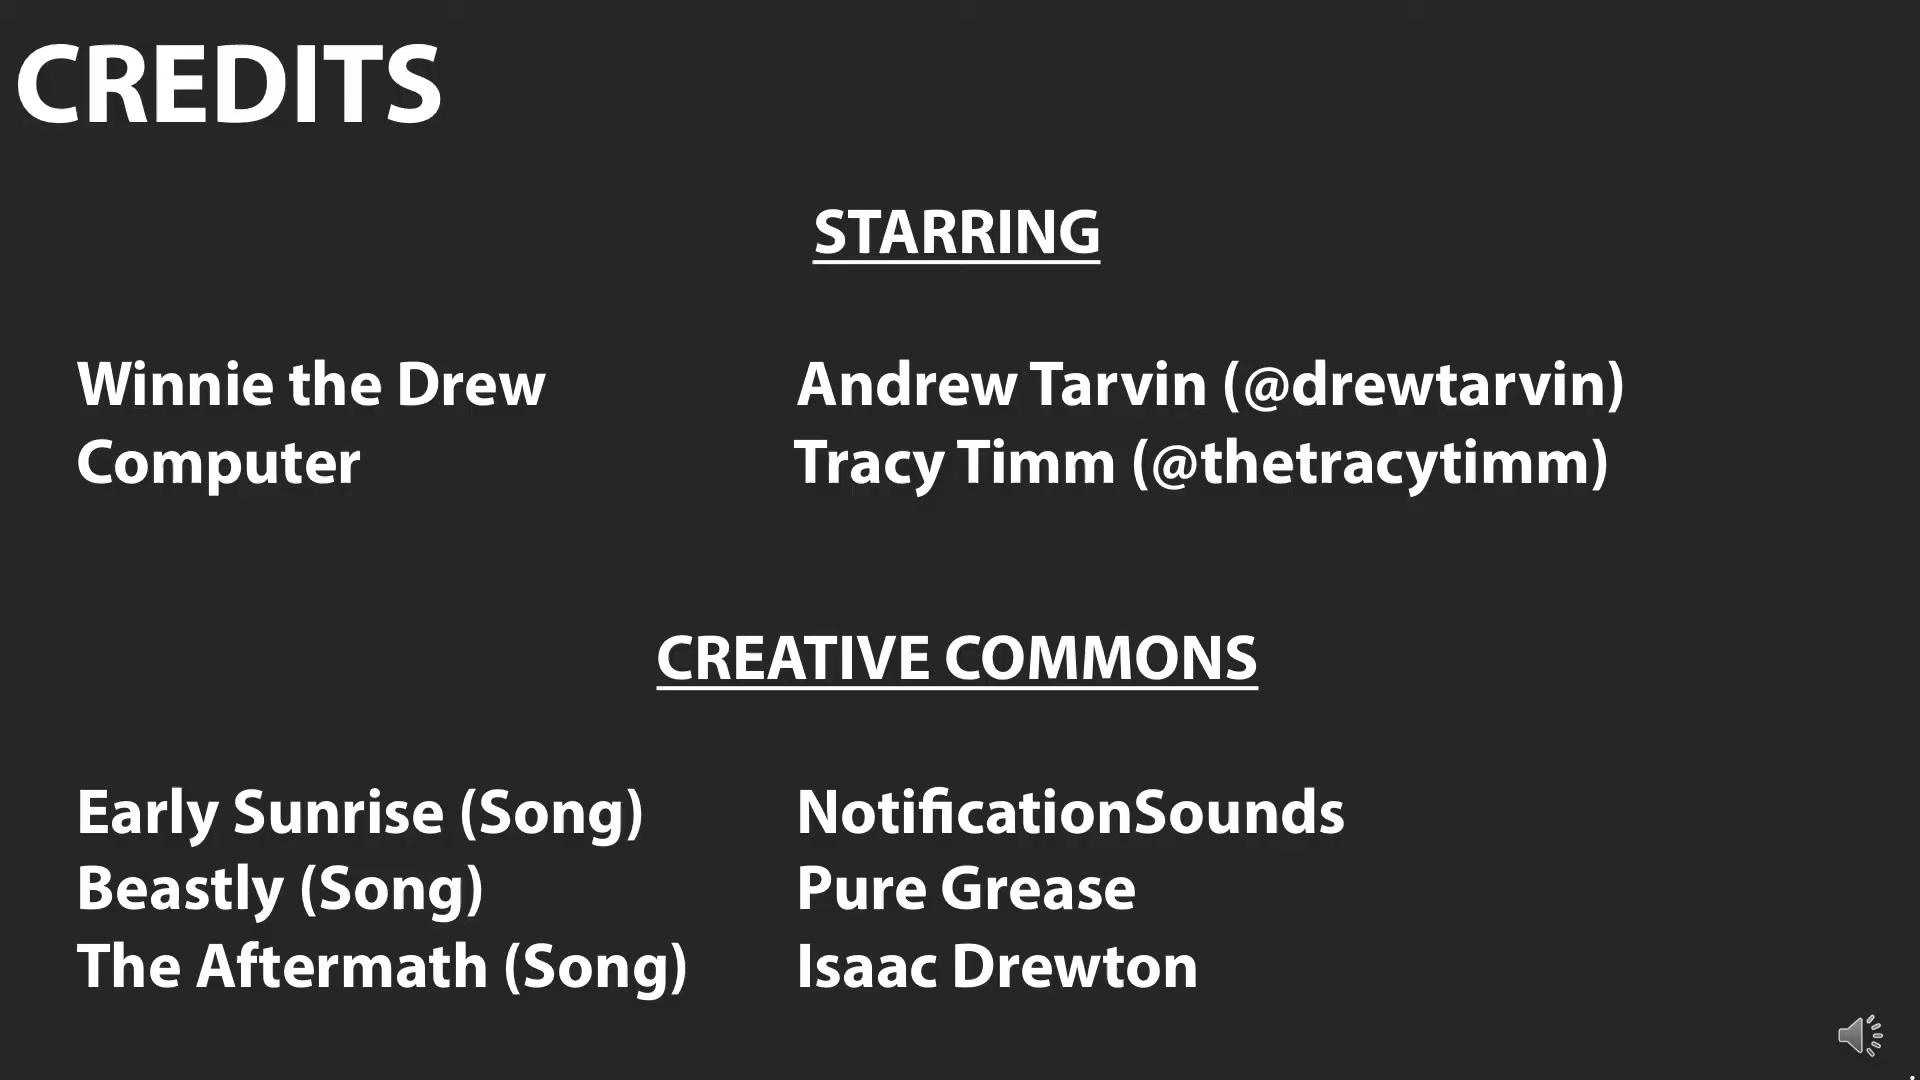 CREDITS
STARRING
Winnie the Drew Andrew Tarvin (@drewtarvin)
Computer Tracy Timm (@thetracytimm)
CREATIVE COMMONS
Early Sunrise (Song) NotificationSounds
Beastly (Song) Pure Grease
The Aftermath (Song) Isaac Drewton